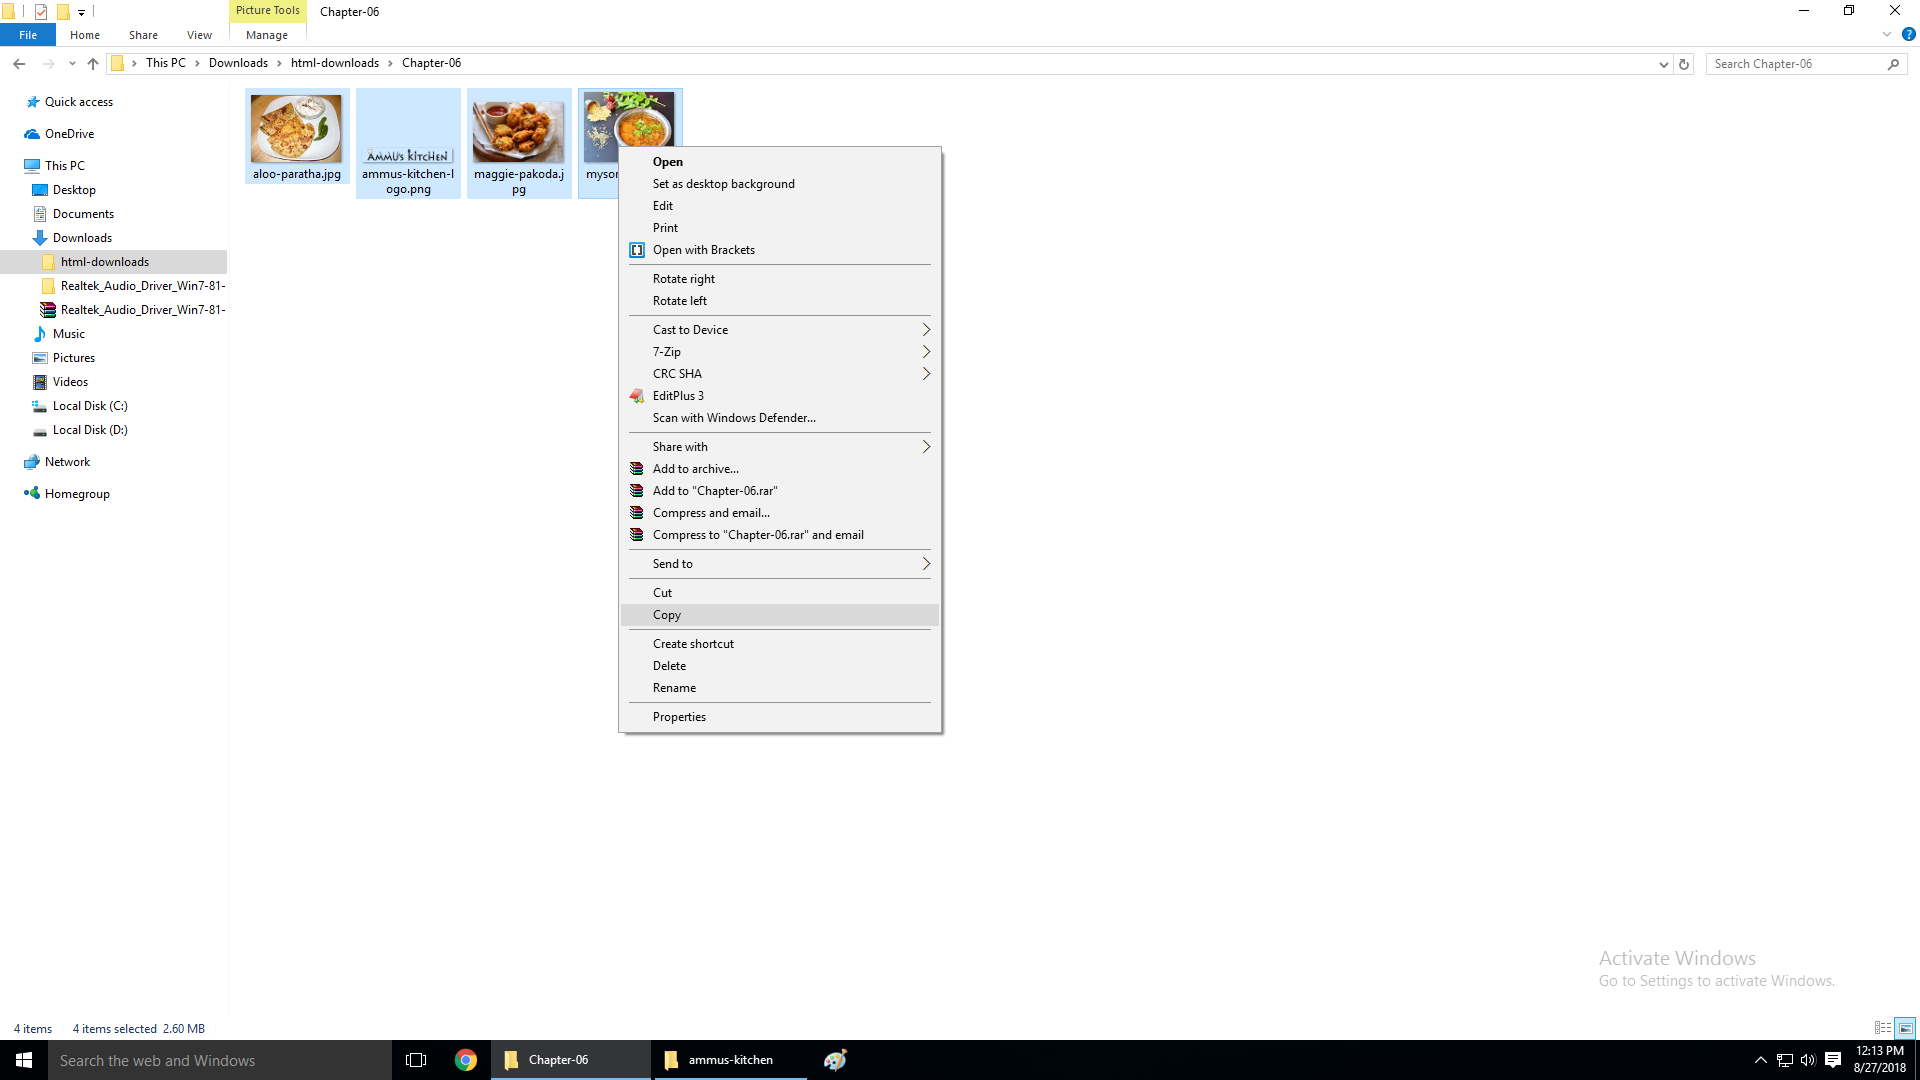 Picture Tools
Chapter-06
File
Home
Share
View
Manage
This PC
Downloads
html-downloads
Chapter-06
Search Chapter-06
Quick access
OneDrive
This PC
Desktop
Documents
Downloads
html-downloads
Realtek_Audio_Driver_Win7-81-
Realtek_Audio_Driver_Win7-81-
Music
Pictures
Videos
Local Disk (C:)
Local Disk (D:)
Network
Homegroup
AMMU's KITCHEN
aloo-paratha.jpg
ammus-kitchen-l
ogo.png
maggie-pakoda.j
pg
Open
Set as desktop background
Edit
Print
Open with Brackets
Rotate right
Rotate left
Cast to Device
7-Zip
CRC SHA
EditPlus 3
Scan with Windows Defender...
Share with
Add to archive...
Add to "Chapter-06.rar"
Compress and email...
Compress to "Chapter-06.rar" and email
Send to
Cut
Copy
Create shortcut
Delete
Rename
Properties
Activate Windows
Go to Settings to activate Windows.
4 items
4 items selected 2.60 MB
Search the web and Windows
Chapter-06
ammus-kitchen
12:13 PM
8/27/2018